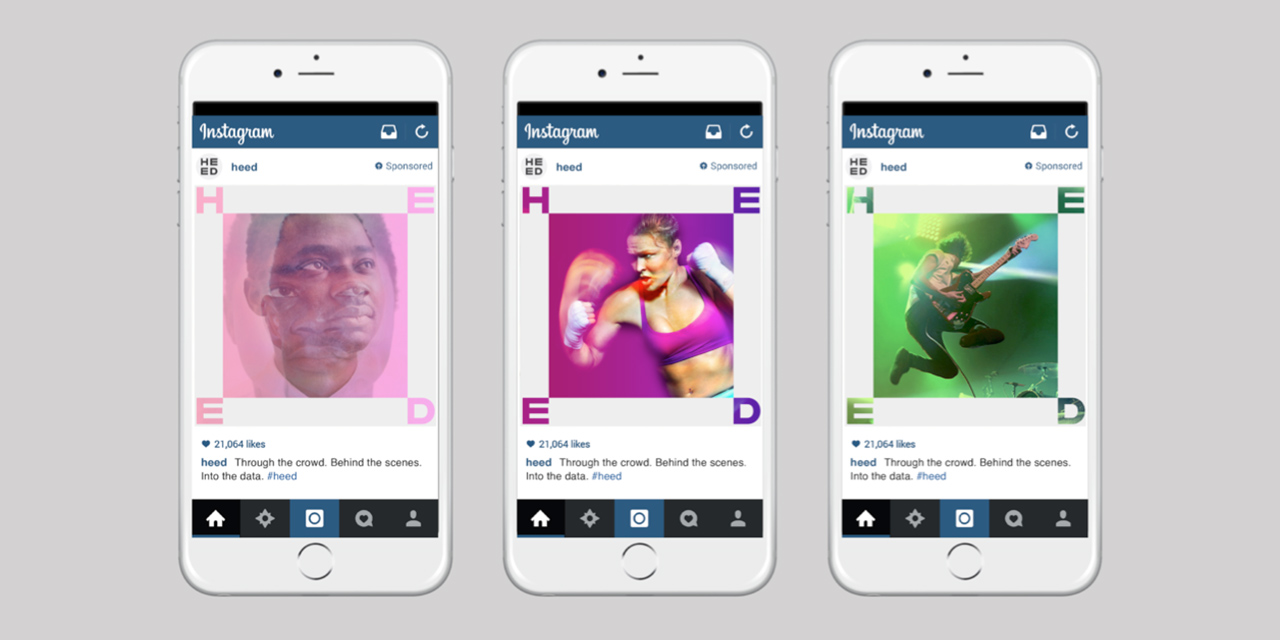 Instagram
HE
ED
heed
Sponsored
H E
E D
21,064 likes
heed Through the crowd. Behind the scenes.
Into the data. #heed
Instagram
HE
ED
heed
Sponsored
H E
E D
21,064 likes
heed Through the crowd. Behind the scenes.
Into the data. #heed
Instagram
HE
ED
heed
Sponsored
H E
E D
21,064 likes
heed Through the crowd. Behind the scenes.
Into the data. #heed